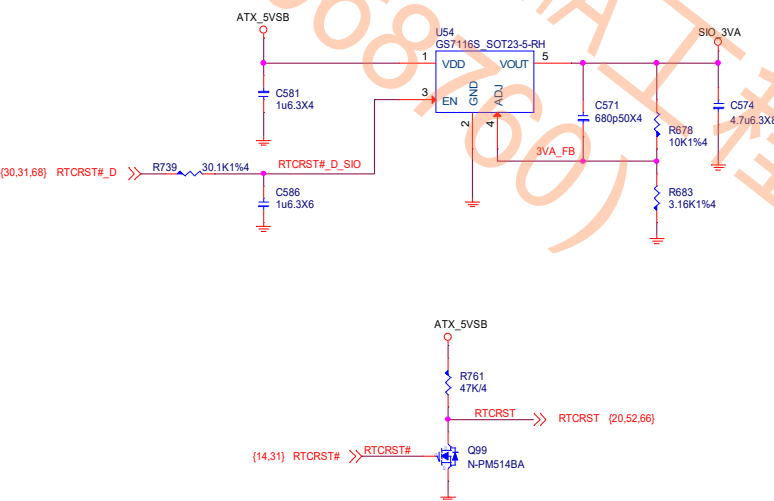 ATX_5VSB
SIO_3VA
U54
GS7116S_SOT23-5-RH
1 VDD VOUT 5
3 EN GND ADJ
2 4
C581
1u6.3X4
C571
680p50X4
C574
4.7u6.3X8
R678
10K1%4
3VA_FB
{30,31,68} RTCRST#_D R739 30.1K1%4 RTCRST#_D_SIO
C586
1u6.3X6
R683
3.16K1%4
ATX_5VSB
R761
47K/4
RTCRST RTCRST {20,52,66}
{14,31} RTCRST# RTCRST#
Q99
N-PM514BA
68760)